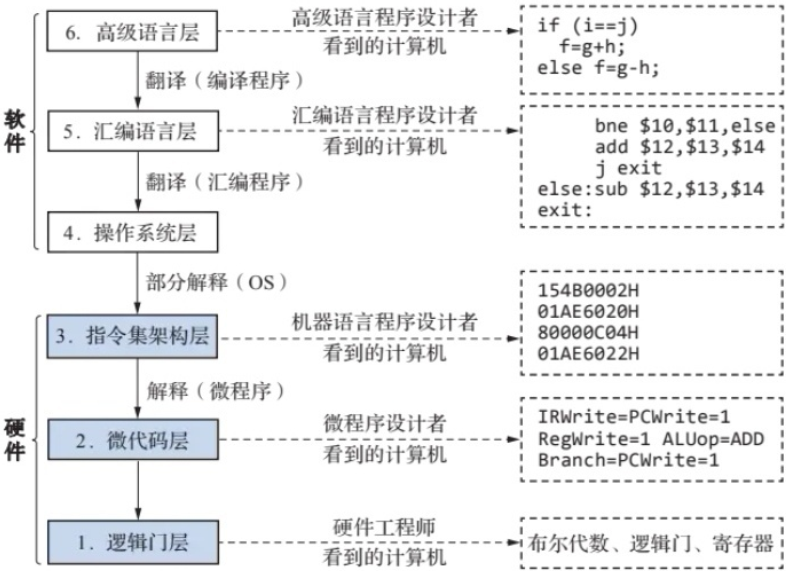 软件
6. 高级语言层
高级语言程序设计者
看到的计算机
if (i==j)
  f=g+h;
else f=g-h;
翻译（编译程序）
5. 汇编语言层
汇编语言程序设计者
看到的计算机
     bne $10,$11,else
     add $12,$13,$14
     j exit
else:sub $12,$13,$14
exit:
翻译（汇编程序）
4. 操作系统层
部分解释（OS）
硬件
3. 指令集架构层
机器语言程序设计者
看到的计算机
154B0002H
01AE6020H
80000C04H
01AE6022H
解释（微程序）
2. 微代码层
微程序设计者
看到的计算机
IRWrite=PCWrite=1
RegWrite=1 ALUop=ADD
Branch=PCWrite=1
1. 逻辑门层
硬件工程师
看到的计算机
布尔代数、逻辑门、寄存器